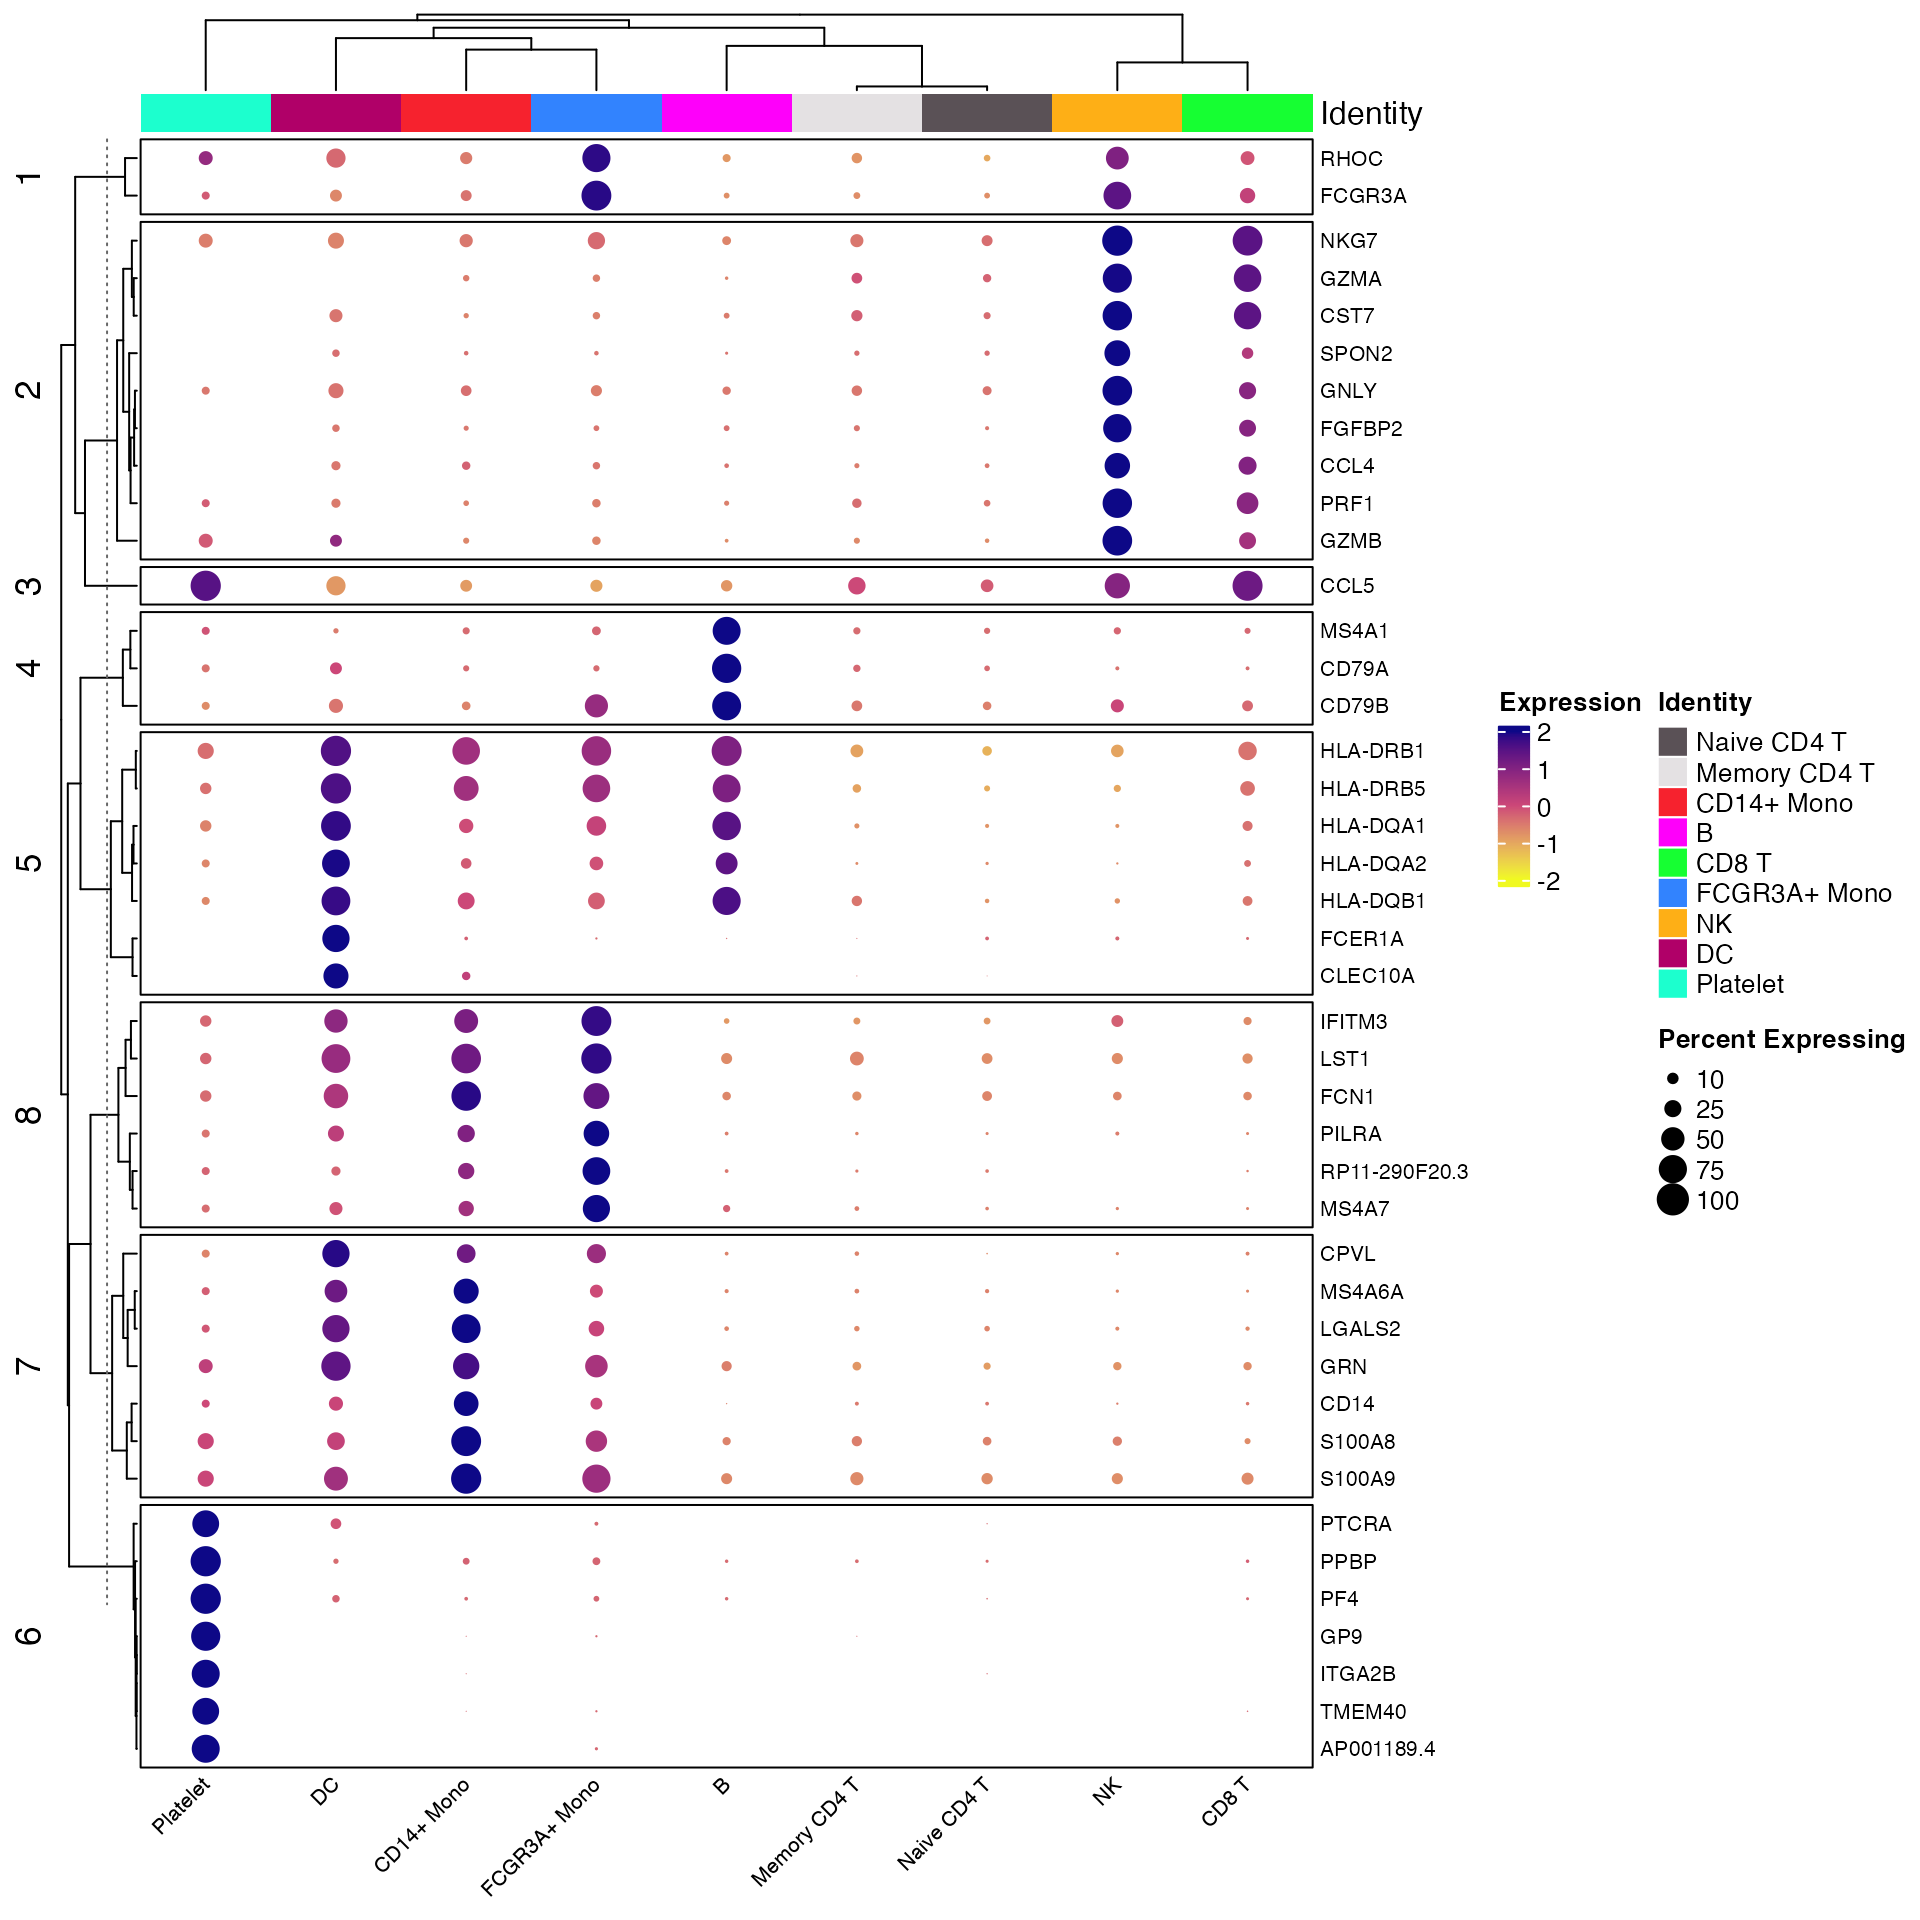 Identity
1
RHOC
FCGR3A
2
NKG7
GZMA
CST7
SPON2
GNLY
FGFBP2
CCL4
PRF1
GZMB
3
CCL5
4
MS4A1
CD79A
CD79B
5
HLA-DRB1
HLA-DRB5
HLA-DQA1
HLA-DQA2
HLA-DQB1
FCER1A
CLEC10A
8
IFITM3
LST1
FCN1
PILRA
RP11-290F20.3
MS4A7
7
CPVL
MS4A6A
LGALS2
GRN
CD14
S100A8
S100A9
6
PTCRA
PPBP
PF4
GP9
ITGA2B
TMEM40
AP001189.4
Platelet
DC
CD14+ Mono
FCGR3A+ Mono
B
Memory CD4 T
Naive CD4 T
NK
CD8 T
Expression
2
1
0
-1
-2
Identity
Naive CD4 T
Memory CD4 T
CD14+ Mono
B
CD8 T
FCGR3A+ Mono
NK
DC
Platelet
Percent Expressing
10
25
50
75
100